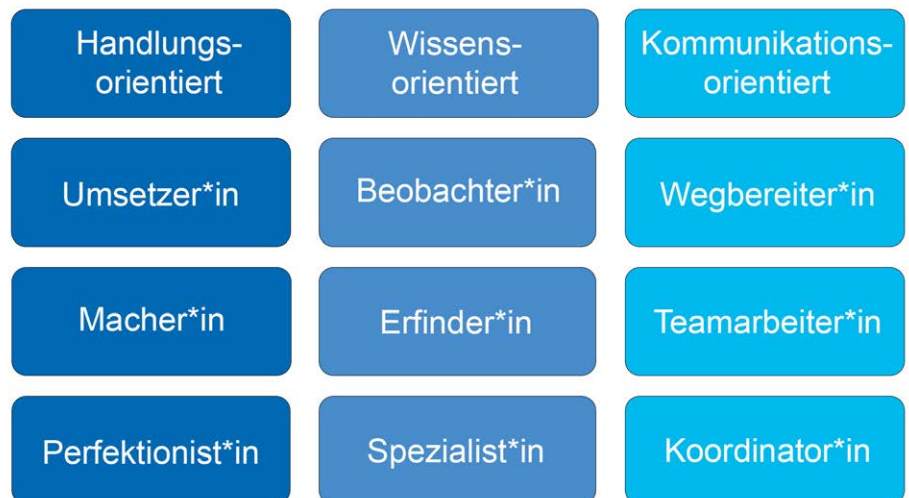 Handlungs-
orientiert
Wissens-
orientiert
Kommunikations-
orientiert
Umsetzer*in
Beobachter*in
Wegbereiter*in
Macher*in
Erfinder*in
Teamarbeiter*in
Perfektionist*in
Spezialist*in
Koordinator*in